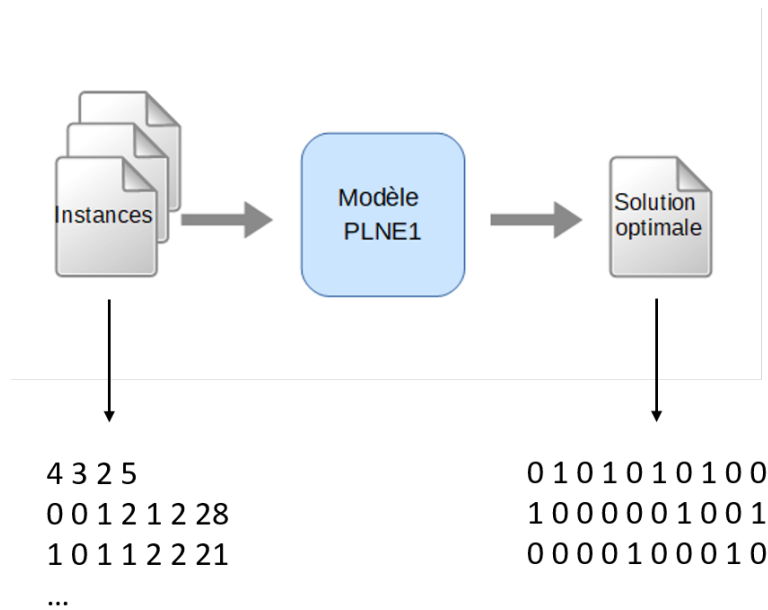 Instances
Modèle
PLNE1
Solution
optimale
4 3 2 5
0 0 1 2 1 2 28
1 0 1 1 2 2 21
...
0 1 0 1 0 1 0 1 0 0
1 0 0 0 0 0 1 0 0 1
0 0 0 0 1 0 0 0 1 0